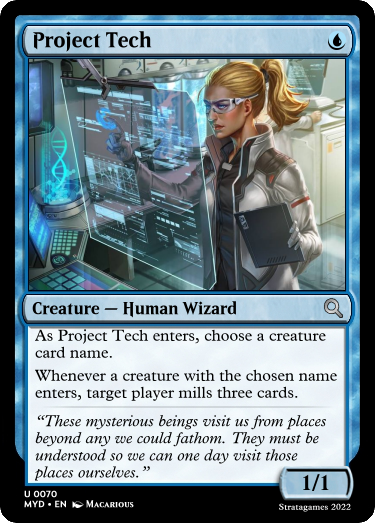 Project Tech
Creature — Human Wizard
As Project Tech enters, choose a creature
card name.
Whenever a creature with the chosen name
enters, target player mills three cards.
“These mysterious beings visit us from places
beyond any we could fathom. They must be
understood so we can one day visit those
places ourselves.”
1/1
U 0070
MYD • EN Macarious
Stratagames 2022